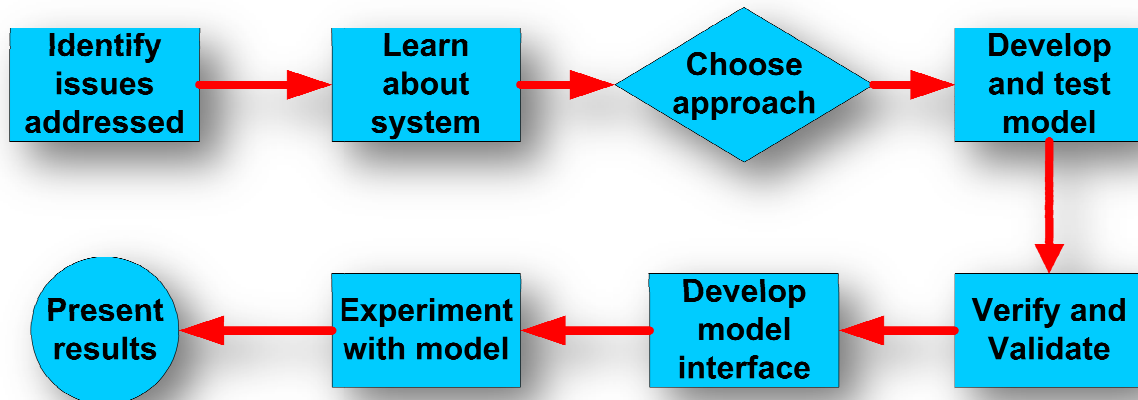 Identify
issues
addressed
Learn
about
system
Choose
approach
Develop
and test
model
Verify and
Validate
Develop
model
interface
Experiment
with model
Present
results